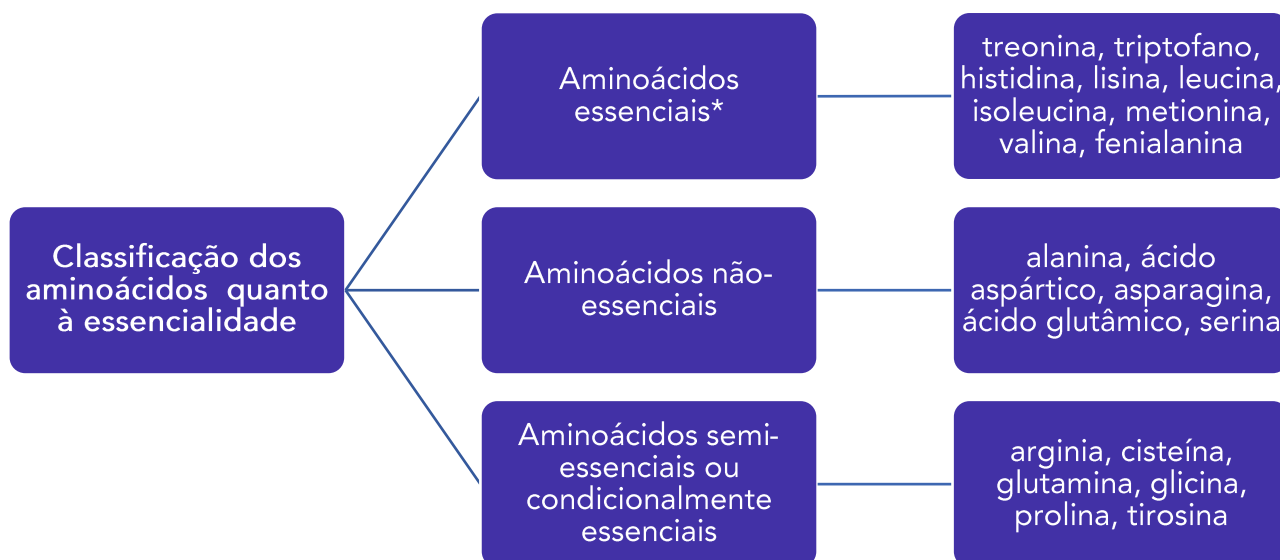 Classificação dos
aminoácidos quanto
à essencialidade
Aminoácidos
essenciais*
treonina, triptofano,
histidina, lisina, leucina,
isoleucina, metionina,
valina, fenialanina
Aminoácidos não-
essenciais
alanina, ácido
aspártico, asparagina,
ácido glutâmico, serina
Aminoácidos semi-
essenciais ou
condicionalmente
essenciais
arginia, cisteína,
glutamina, glicina,
prolina, tirosina